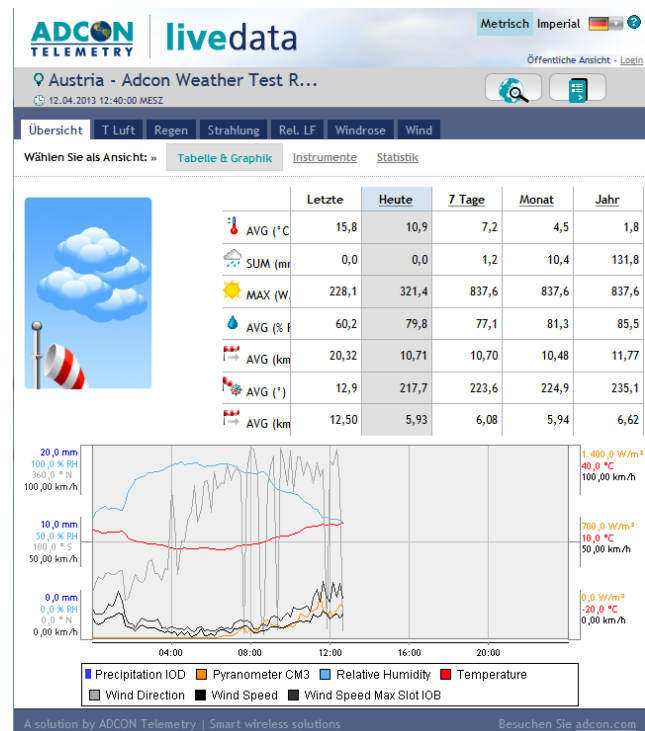 ADCON TELEMETRY livedata
Metrisch Imperial
Öffentliche Ansicht - Login
Austria - Adcon Weather Test R...
12.04.2013 12:40:00 MESZ
Übersicht T Luft Regen Strahlung Rel. LF Windrose Wind
Wählen Sie als Ansicht: » Tabelle & Graphik Instrumente Statistik
Letzte Heute 7 Tage Monat Jahr
AVG (°C 15,8 10,9 7,2 4,5 1,8
SUM (mm 0,0 0,0 1,2 10,4 131,8
MAX (W. 228,1 321,4 837,6 837,6 837,6
AVG (% F 60,2 79,8 77,1 81,3 85,5
AVG (km 20,32 10,71 10,70 10,48 11,77
AVG (°) 12,9 217,7 223,6 224,9 235,1
AVG (km 12,50 5,93 6,08 5,94 6,62
20,0 mm 1.400,0 W/m²
100,0 % RH 40,0 °C
360,0 ° N 100,00 km/h
100,00 km/h
10,0 mm 700,0 W/m²
50,0 % RH 10,0 °C
180,0 ° S 50,00 km/h
50,00 km/h
0,0 mm 0,0 W/m²
0,0 % RH -20,0 °C
0,0 ° N 0,00 km/h
0,00 km/h
04:00 08:00 12:00 16:00 20:00
Precipitation IOD Pyranometer CM3 Relative Humidity Temperature
Wind Direction Wind Speed Wind Speed Max Slot IOB
A solution by ADCON Telemetry | Smart wireless solutions Besuchen Sie adcon.com